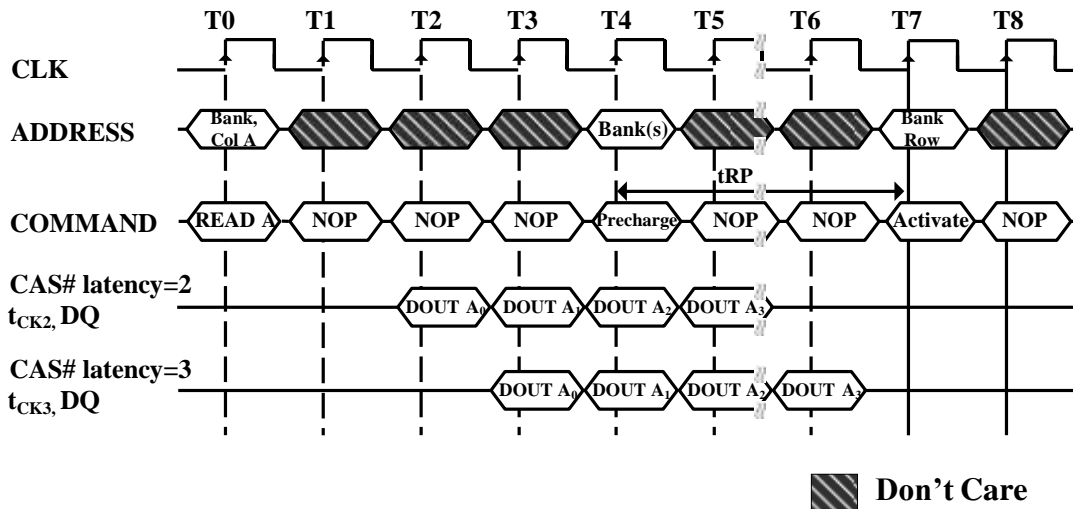 T0 T1 T2 T3 T4 T5 T6 T7 T8
CLK
ADDRESS
Bank,
Col A
Bank(s)
Bank
Row
tRP
COMMAND
READ A NOP NOP NOP Precharge NOP NOP Activate NOP
CAS# latency=2
tCK2, DQ
DOUT A0 DOUT A1 DOUT A2 DOUT A3
CAS# latency=3
tCK3, DQ
DOUT A0 DOUT A1 DOUT A2 DOUT A3
Don't Care